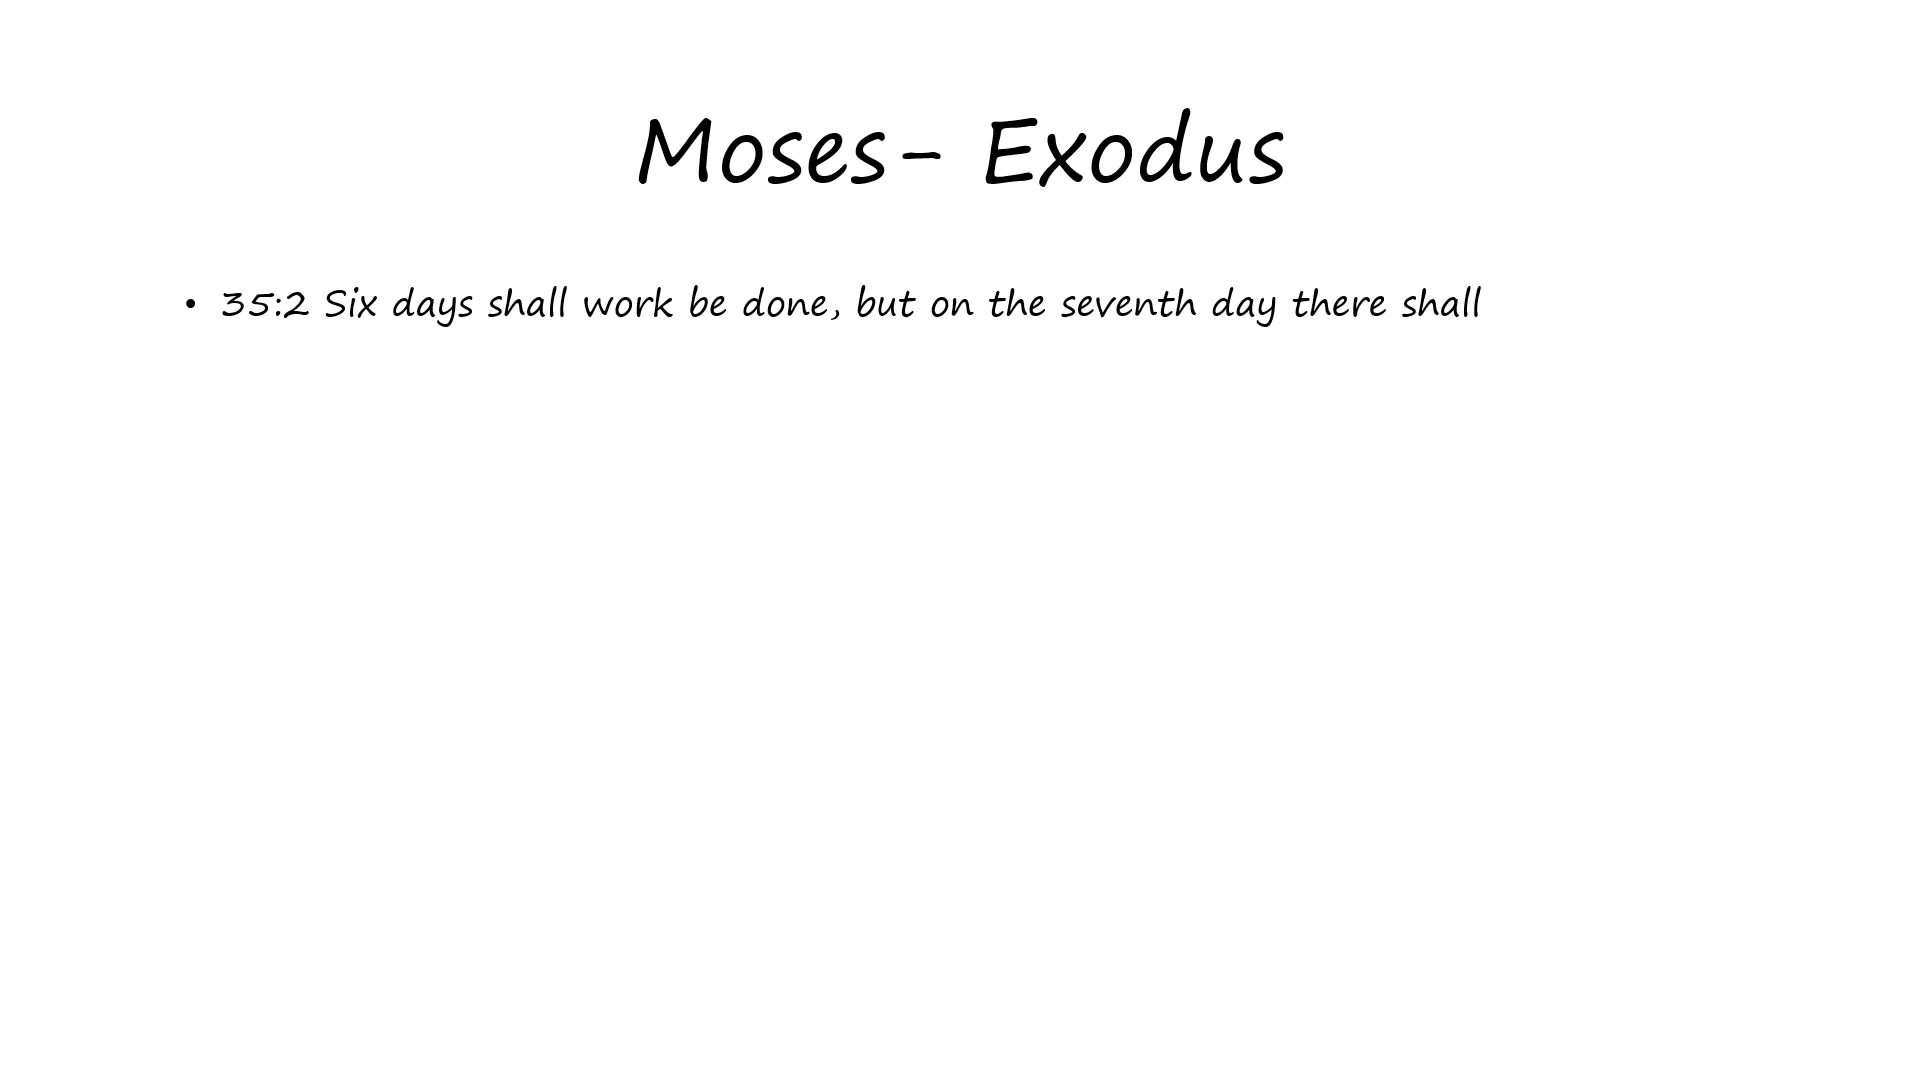 Moses- Exodus
• 35:2 Six days shall work be done, but on the seventh day there shall